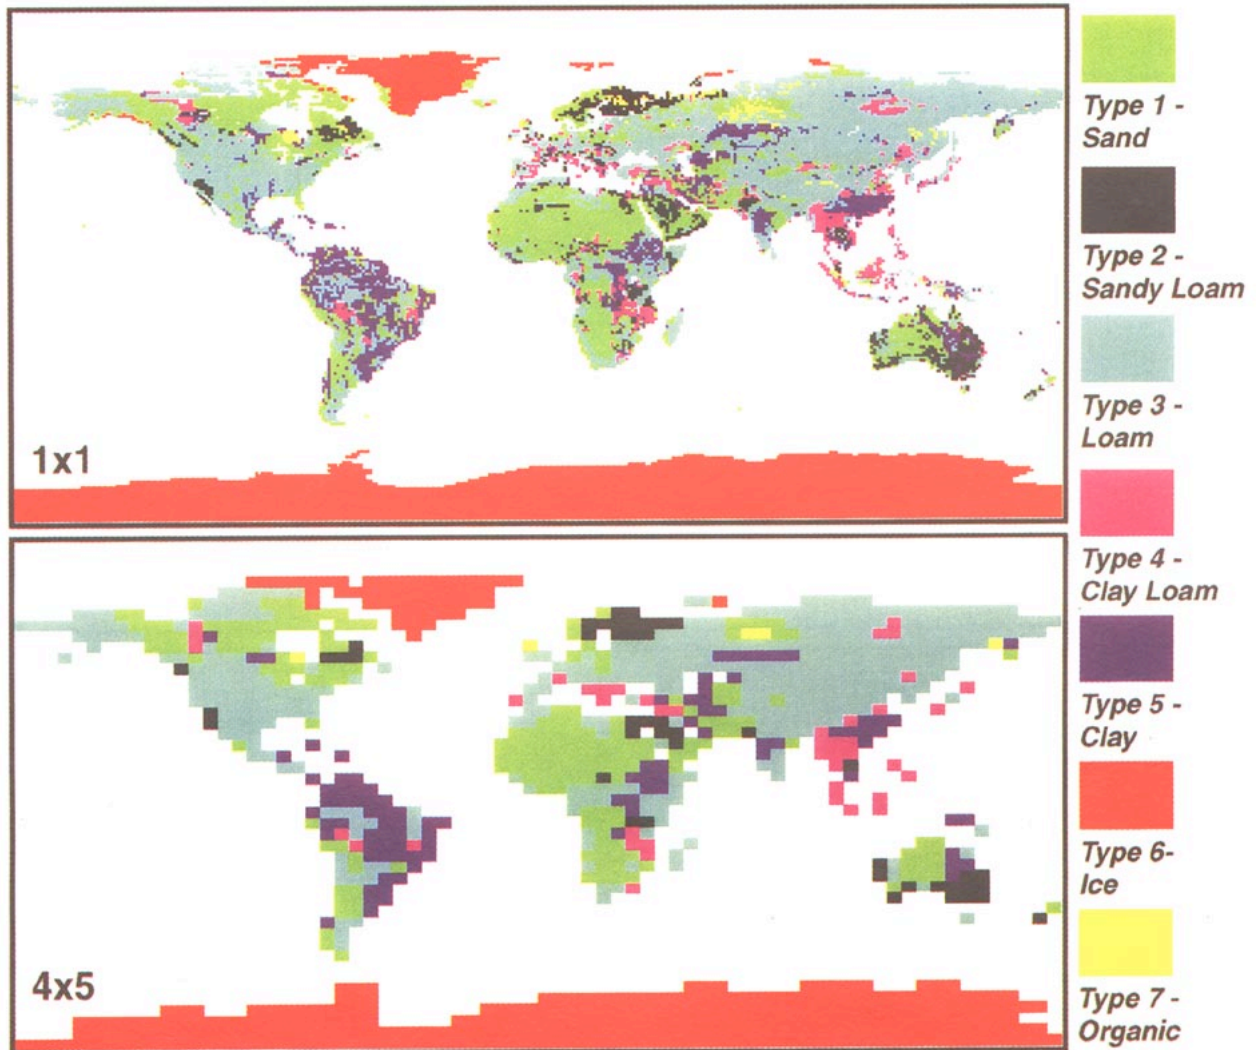 1x1
4x5
Type 1 -
Sand
Type 2 -
Sandy Loam
Type 3 -
Loam
Type 4 -
Clay Loam
Type 5 -
Clay
Type 6-
Ice
Type 7 -
Organic